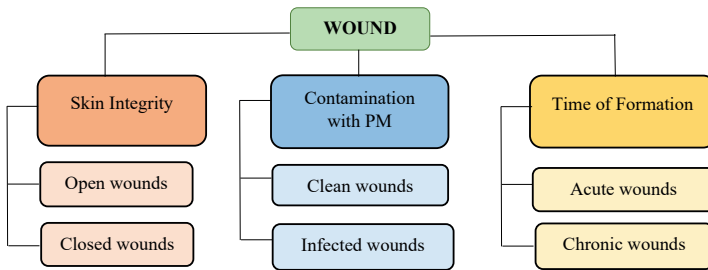 WOUND
Skin Integrity
Open wounds
Closed wounds
Contamination
with PM
Clean wounds
Infected wounds
Time of Formation
Acute wounds
Chronic wounds